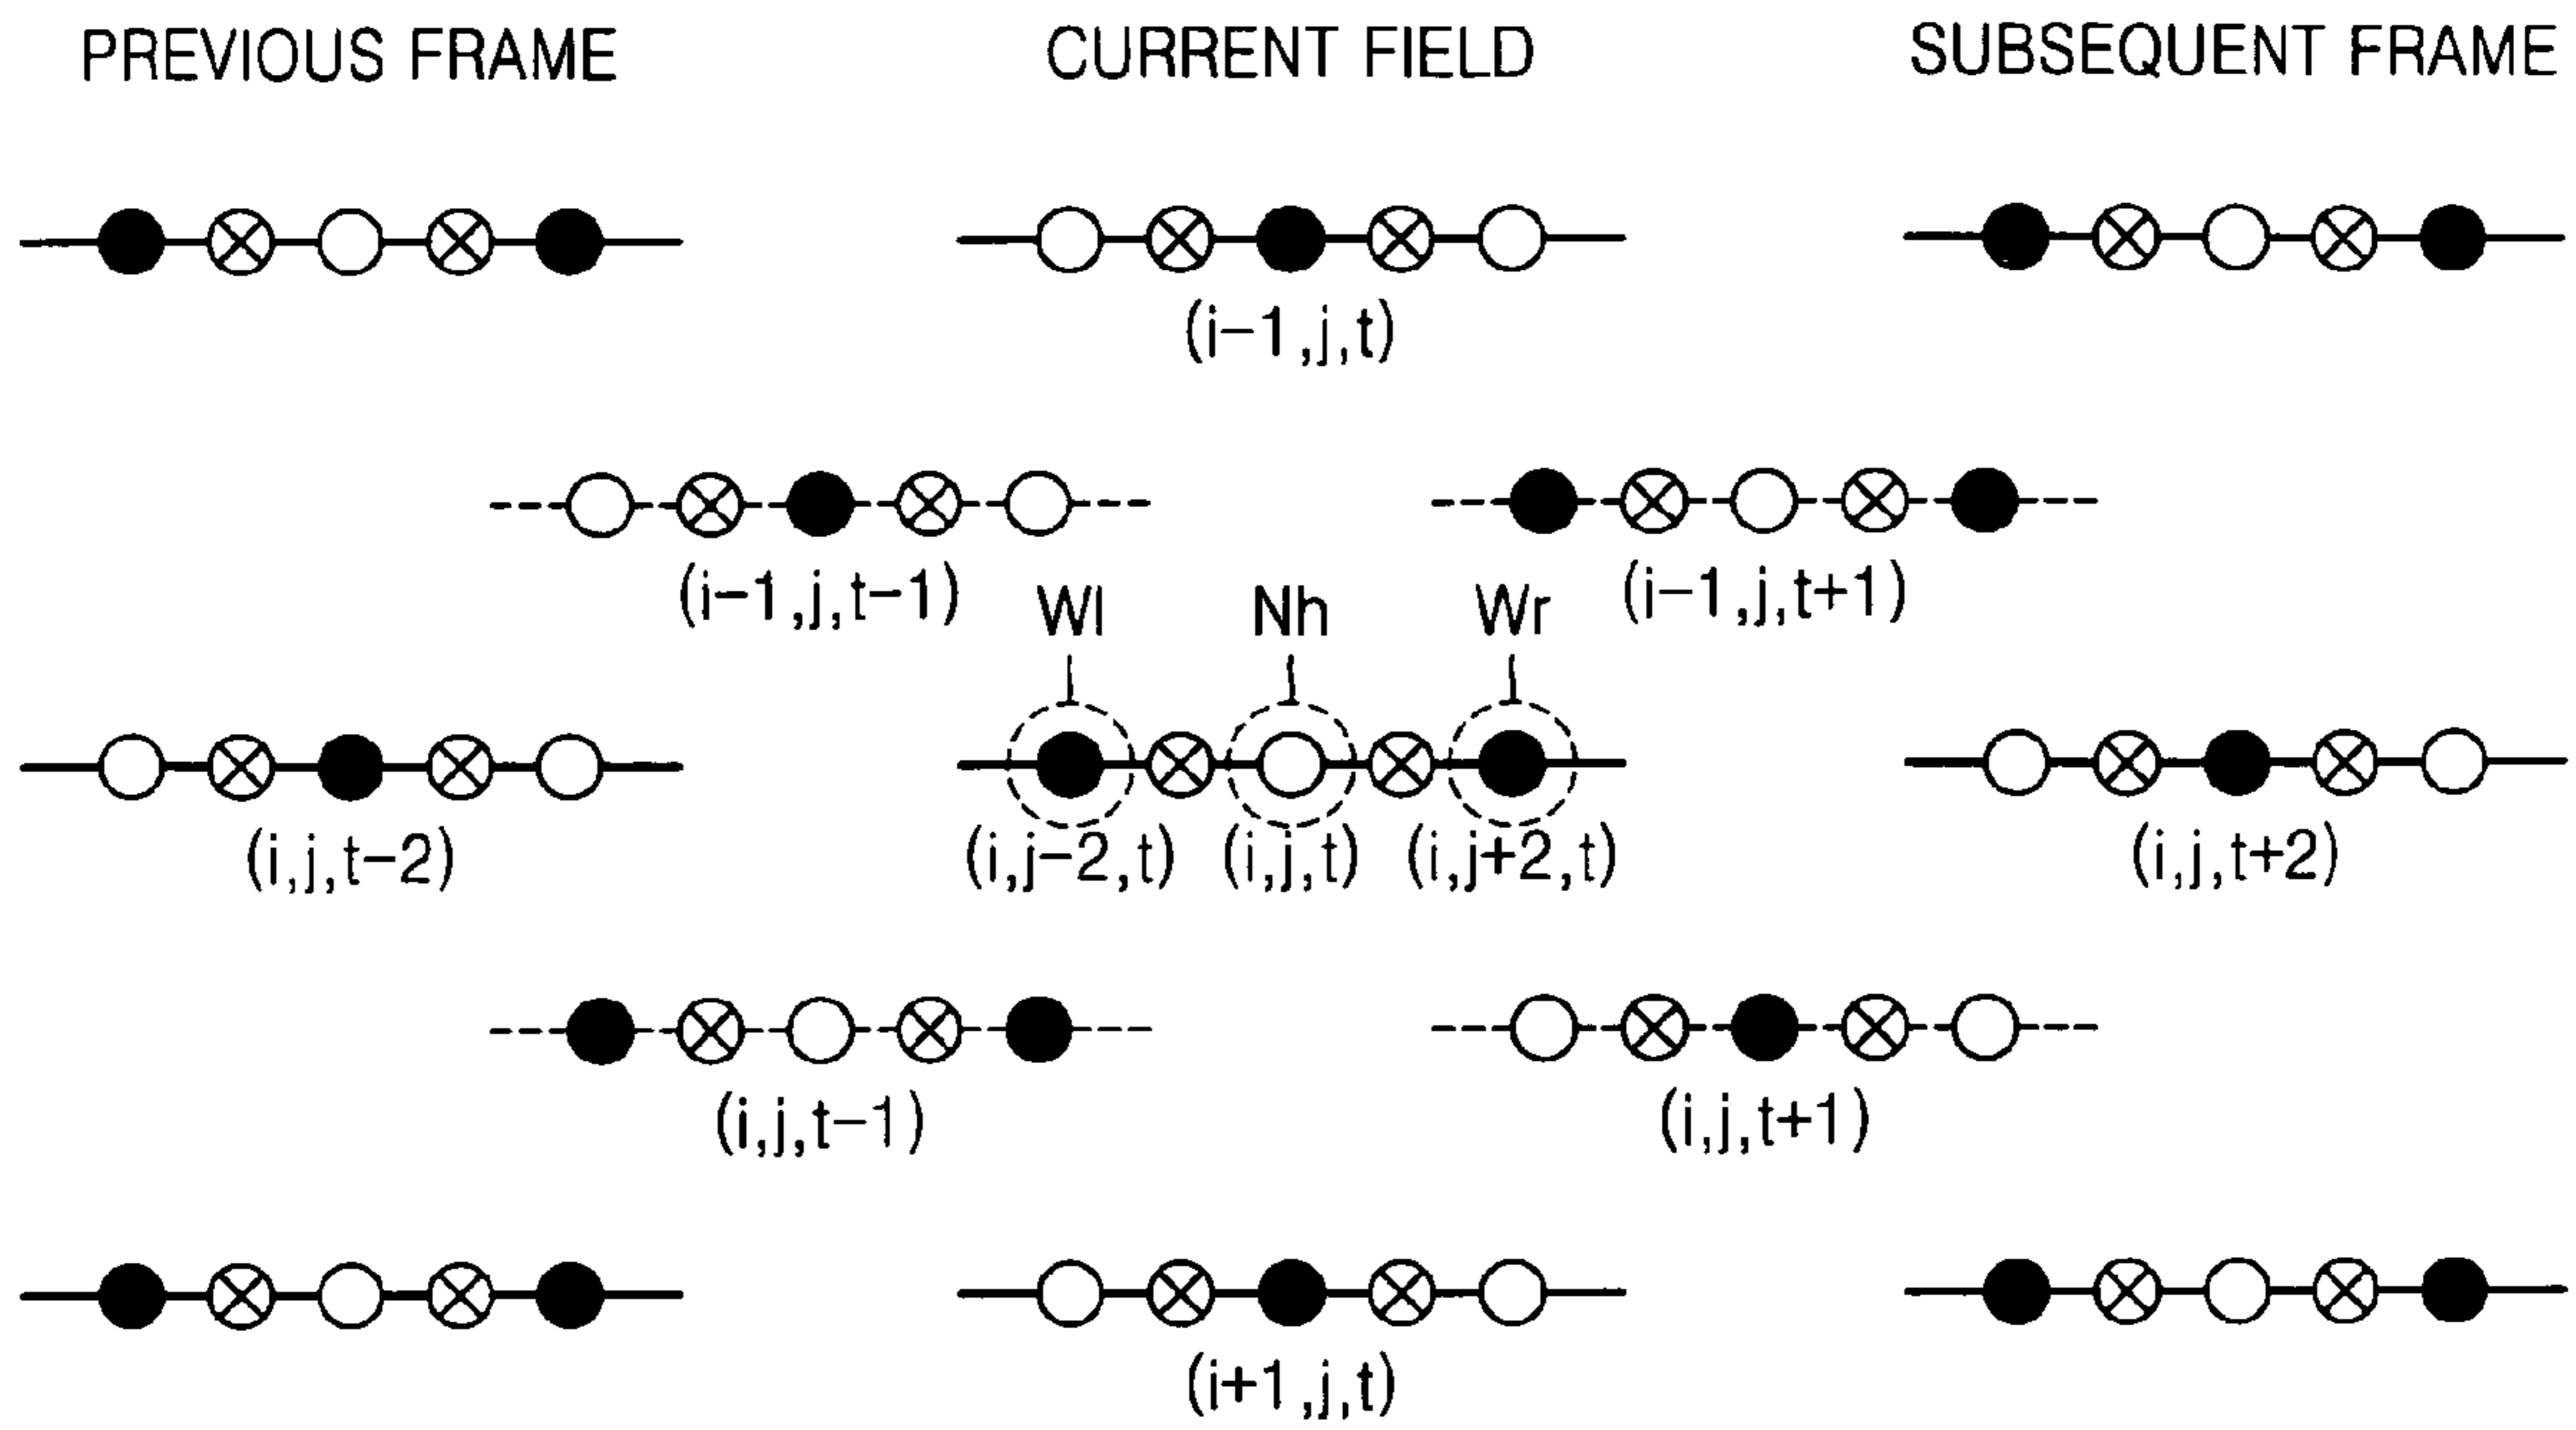 PREVIOUS FRAME CURRENT FIELD SUBSEQUENT FRAME
(i−1,j,t)
(i−1,j,t−1) (i−1,j,t+1)
Wl Nh Wr
(i,j,t−2) (i,j−2,t) (i,j,t) (i,j+2,t) (i,j,t+2)
(i,j,t−1) (i,j,t+1)
(i+1,j,t)